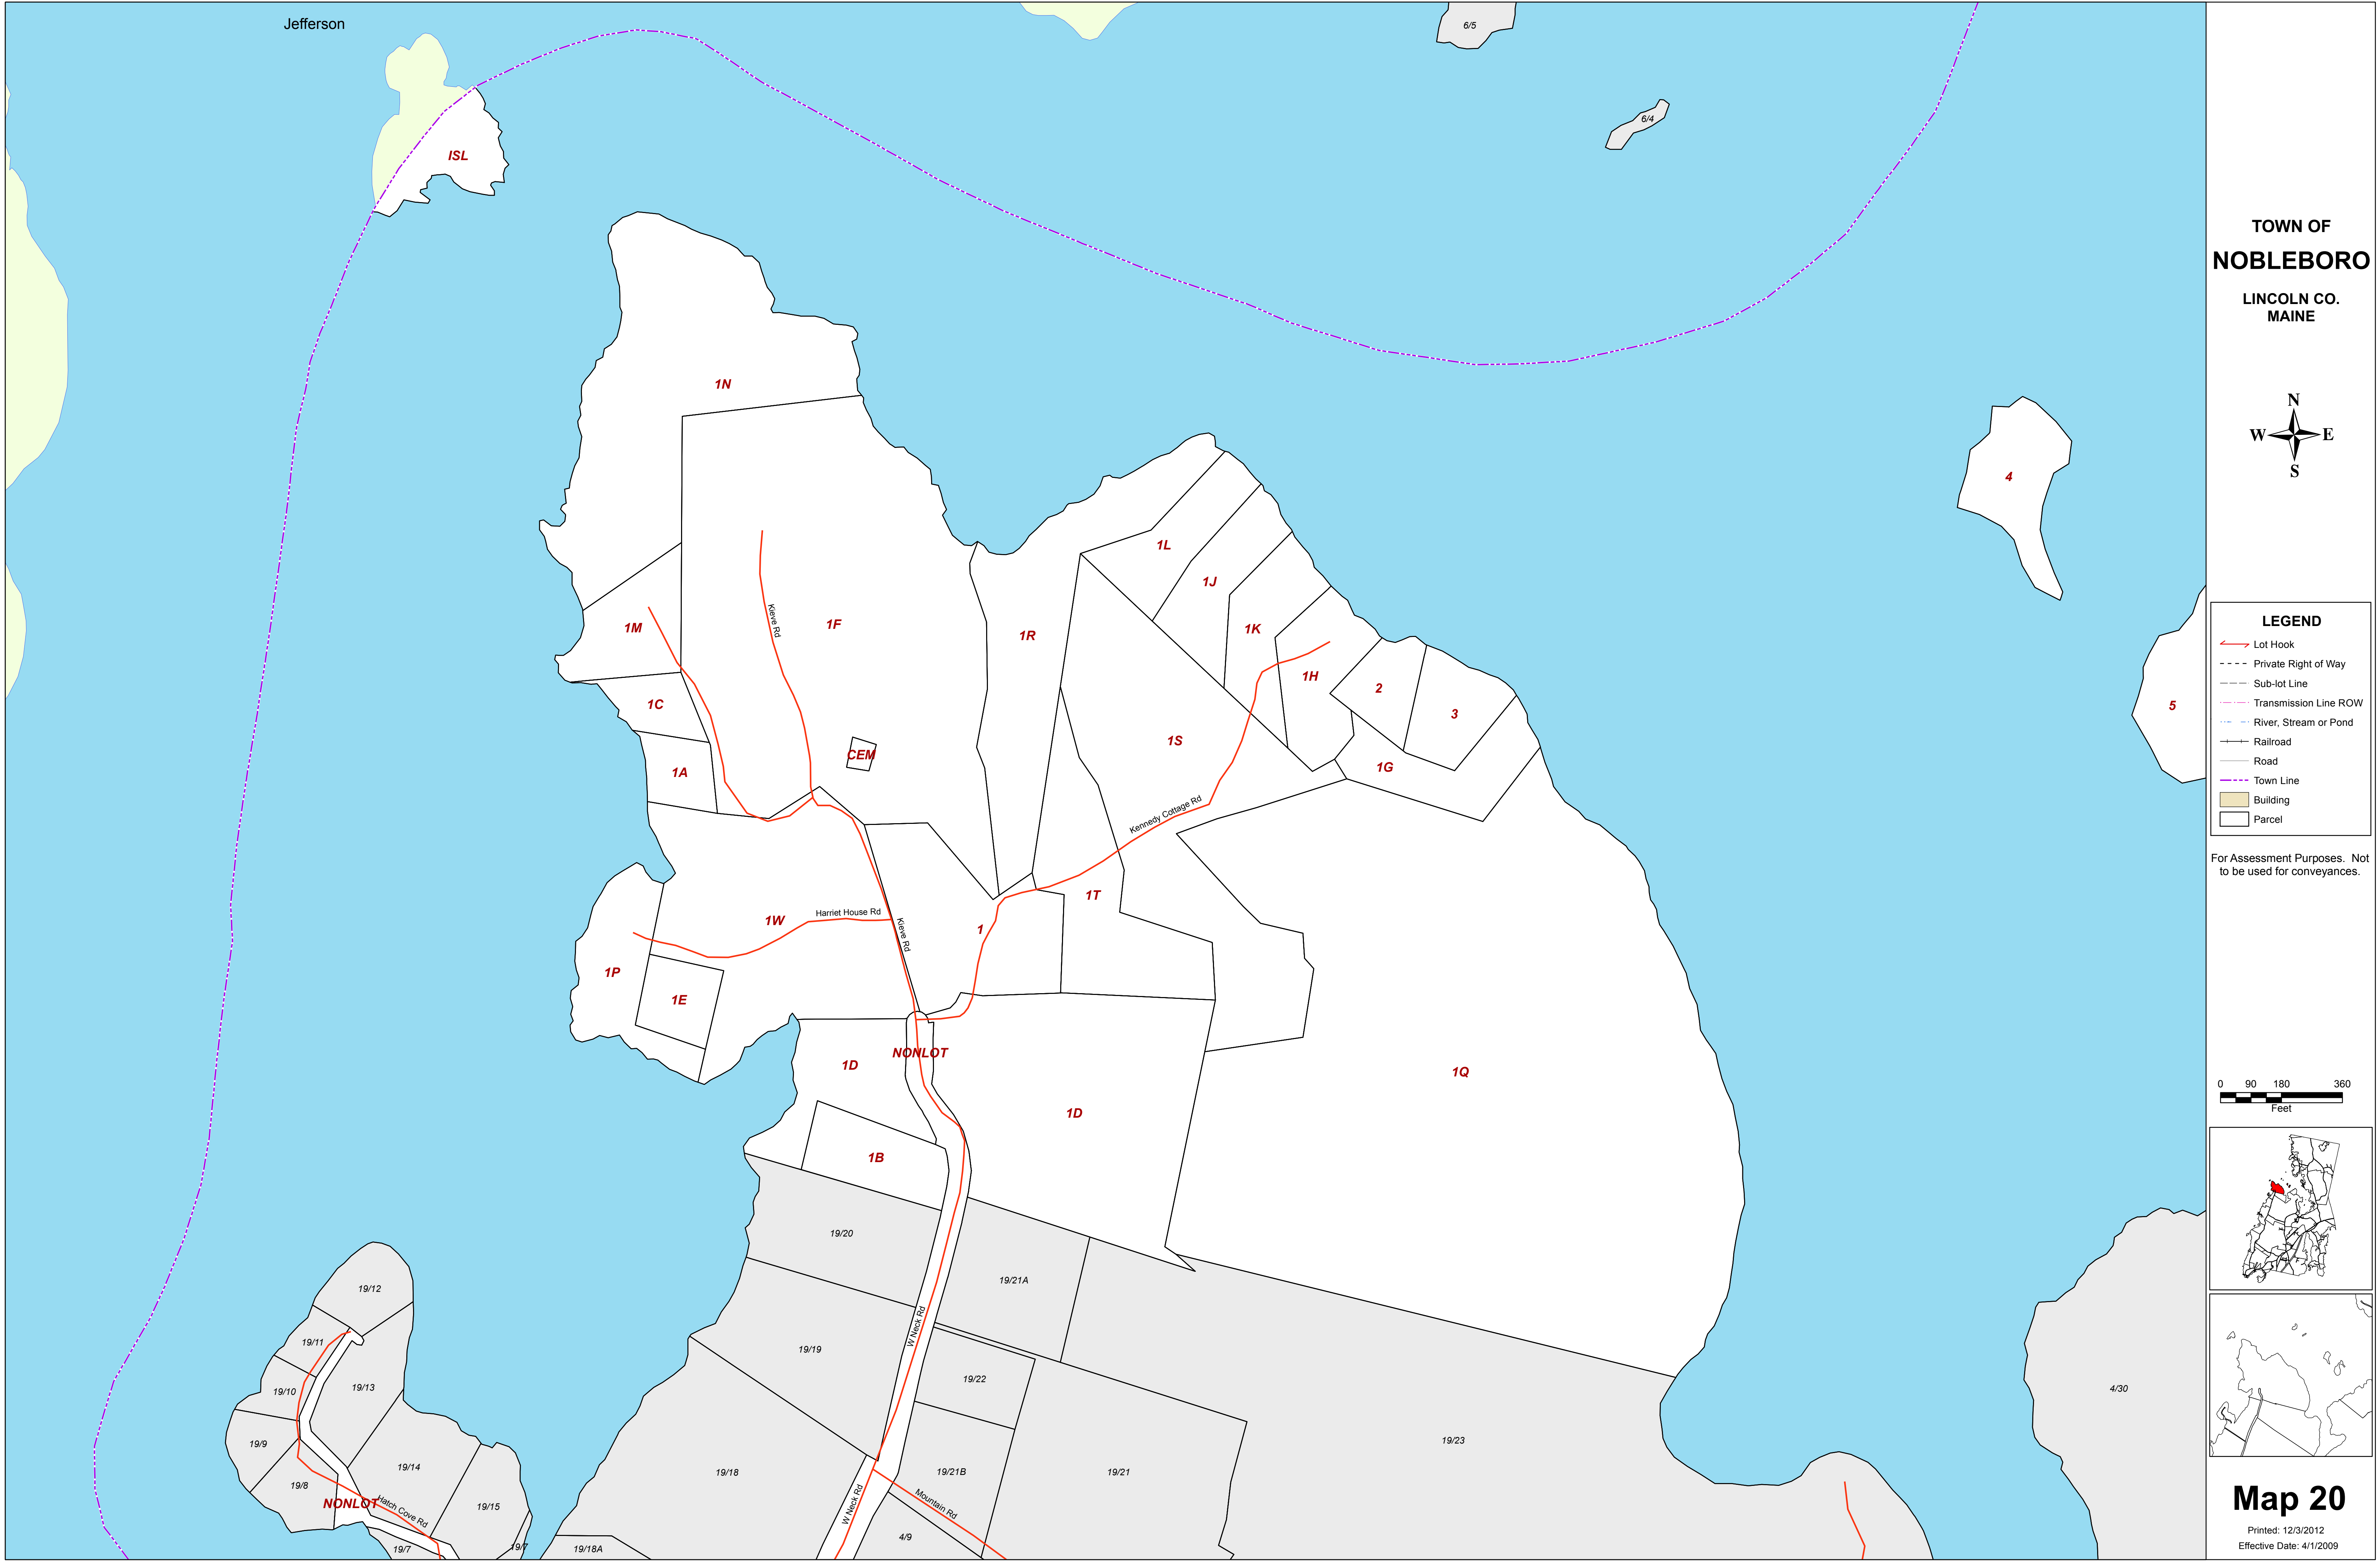 Jefferson
6/5
6/4
ISL
1N
4
1L
1J
1M
1F
Kieve Rd
1R
1K
1H
2
3
5
1C
CEM
1S
1G
1A
Kennedy Cottage Rd
1T
1W
Harriet House Rd
Kieve Rd
1
1P
1E
NONLOT
1D
1Q
1D
1B
19/20
19/21A
19/12
19/11
19/19
W Neck Rd
19/10
19/13
19/22
4/30
19/9
19/14
19/23
19/8
19/18
19/21B
19/21
NONLOT
Hatch Cove Rd
19/15
W Neck Rd
Mountain Rd
4/9
19/7
19/7
19/18A
TOWN OF
NOBLEBORO
LINCOLN CO.
MAINE
N
W E
S
LEGEND
Lot Hook
Private Right of Way
Sub-lot Line
Transmission Line ROW
River, Stream or Pond
Railroad
Road
Town Line
Building
Parcel
For Assessment Purposes. Not
to be used for conveyances.
0 90 180 360
Feet
Map 20
Printed: 12/3/2012
Effective Date: 4/1/2009